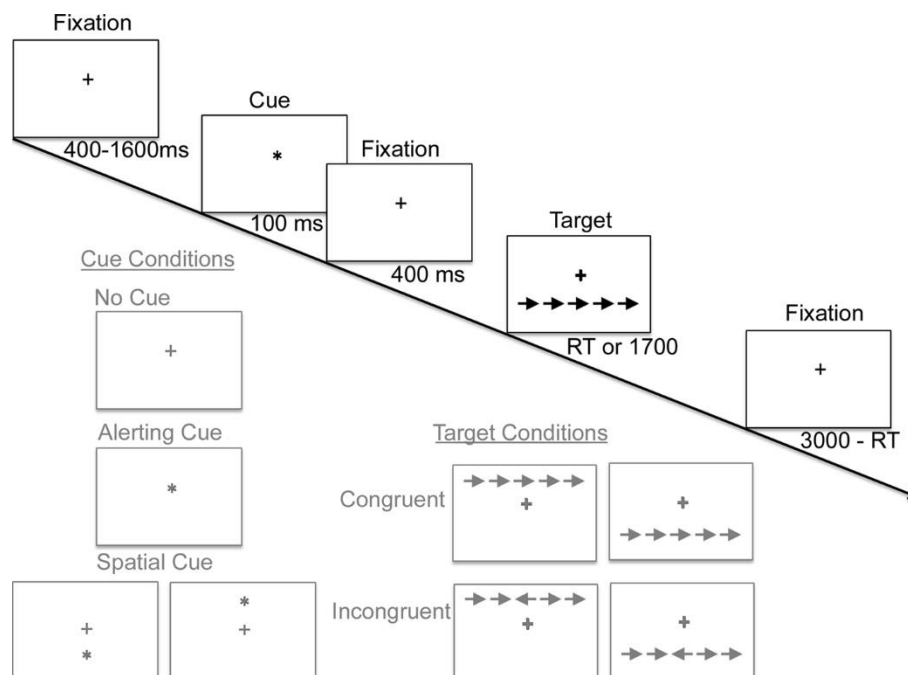 Fixation
400-1600ms
Cue
100 ms
Fixation
400 ms
Target
RT or 1700
Fixation
3000 - RT
Cue Conditions
No Cue
Alerting Cue
Spatial Cue
Target Conditions
Congruent
Incongruent